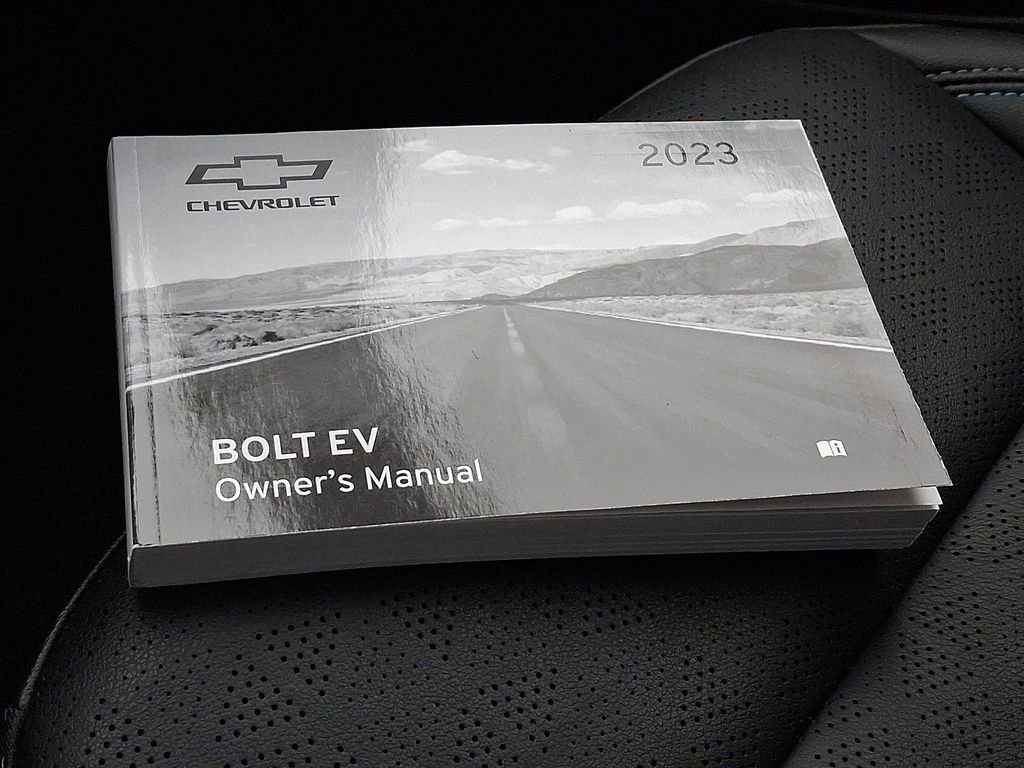 2023
CHEVROLET
BOLT EV
Owner's Manual